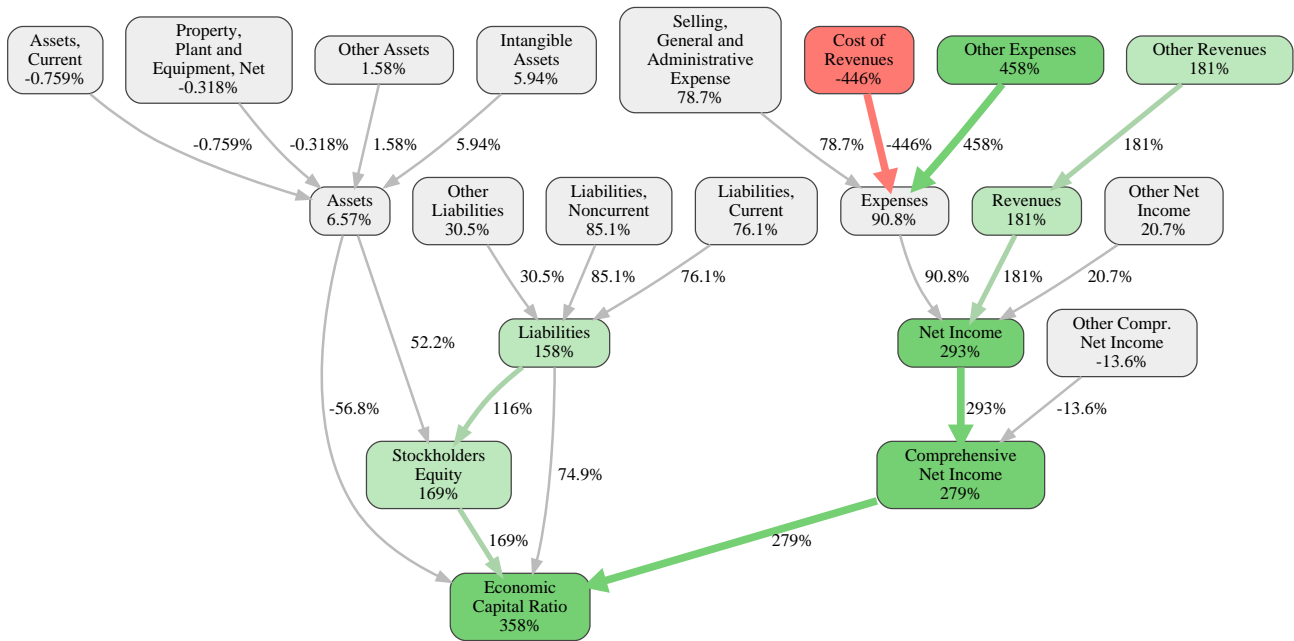 Assets,
Current
-0.759%
Property,
Plant and
Equipment, Net
-0.318%
Other Assets
1.58%
Intangible
Assets
5.94%
Selling,
General and
Administrative
Expense
78.7%
Cost of
Revenues
-446%
Other Expenses
458%
Other Revenues
181%
-0.759%
-0.318%
1.58%
5.94%
78.7%
-446%
458%
181%
Assets
6.57%
Other
Liabilities
30.5%
Liabilities,
Noncurrent
85.1%
Liabilities,
Current
76.1%
Expenses
90.8%
Revenues
181%
Other Net
Income
20.7%
30.5%
85.1%
76.1%
90.8%
181%
20.7%
Liabilities
158%
Net Income
293%
Other Compr.
Net Income
-13.6%
52.2%
-56.8%
116%
74.9%
293%
-13.6%
Stockholders
Equity
169%
Comprehensive
Net Income
279%
169%
279%
Economic
Capital Ratio
358%